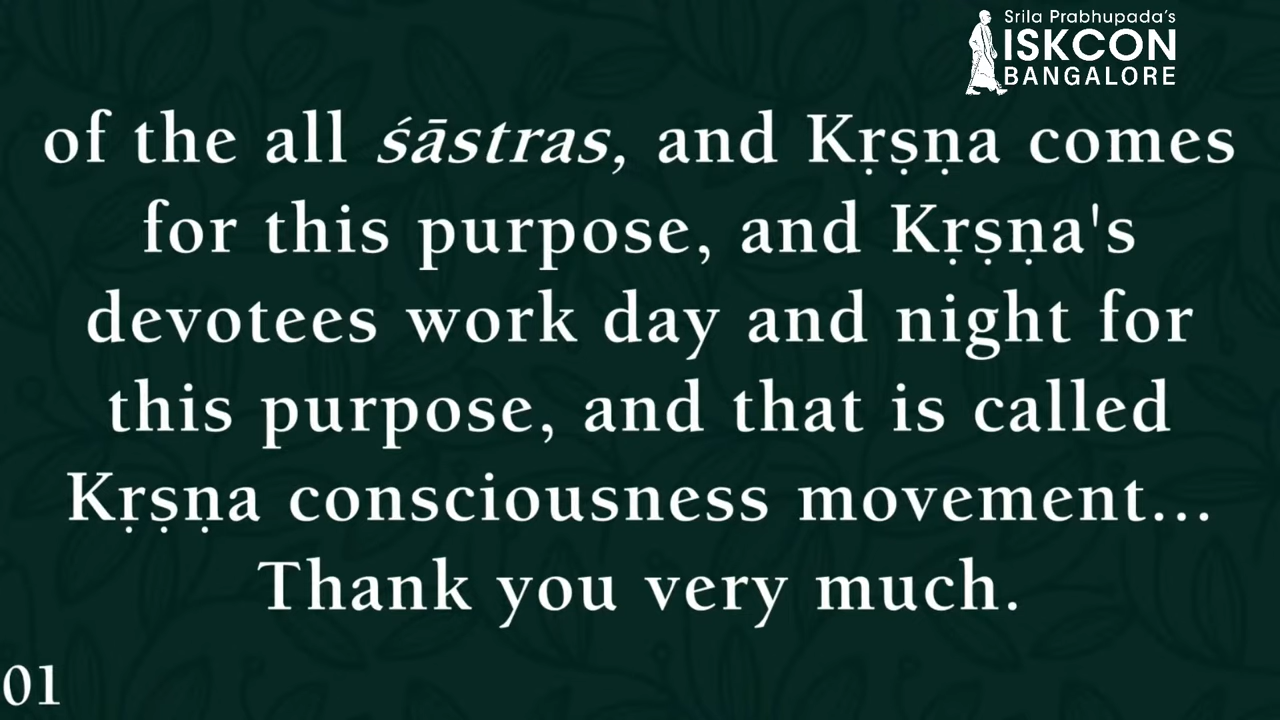 Srila Prabhupada's
ISKCON
BANGALORE
of the all śāstras, and Kṛṣṇa comes
for this purpose, and Kṛṣṇa's
devotees work day and night for
this purpose, and that is called
Kṛṣṇa consciousness movement...
Thank you very much.
01